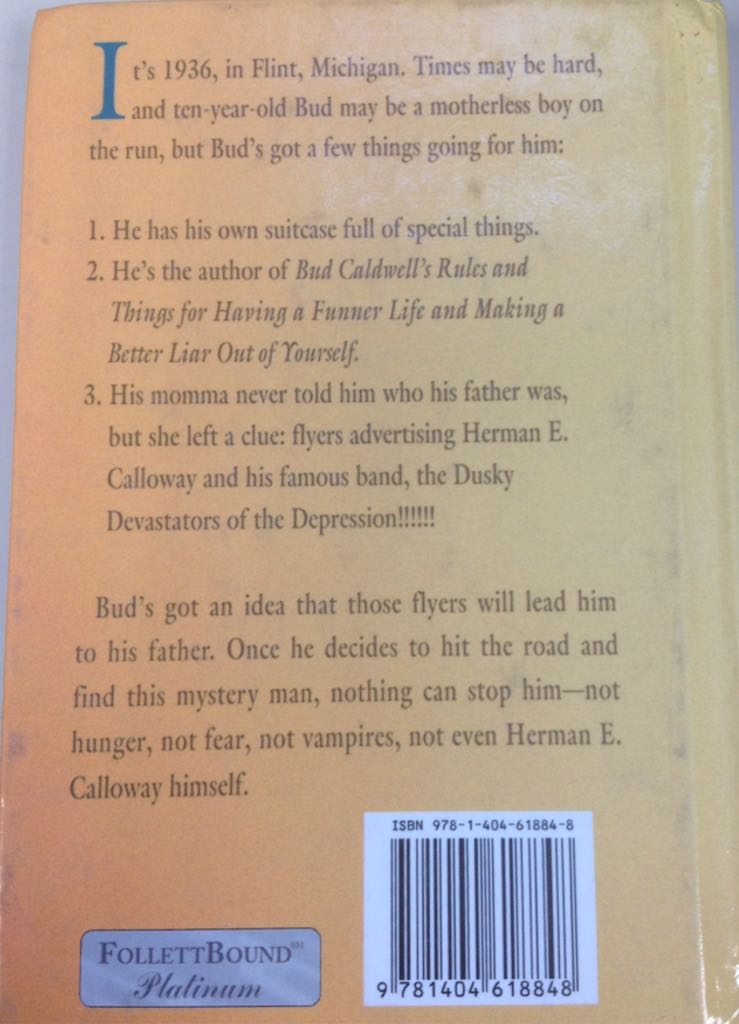 It's 1936, in Flint, Michigan. Times may be hard,
and ten-year-old Bud may be a motherless boy on
the run, but Bud's got a few things going for him:
1. He has his own suitcase full of special things.
2. He's the author of Bud Caldwell's Rules and
Things for Having a Funner Life and Making a
Better Liar Out of Yourself.
3. His momma never told him who his father was,
but she left a clue: flyers advertising Herman E.
Calloway and his famous band, the Dusky
Devastators of the Depression!!!!!!
Bud's got an idea that those flyers will lead him
to his father. Once he decides to hit the road and
find this mystery man, nothing can stop him—not
hunger, not fear, not vampires, not even Herman E.
Calloway himself.
ISBN 978-1-404-61884-8
9 781404 618848
FOLLETTBOUND℠
Platinum